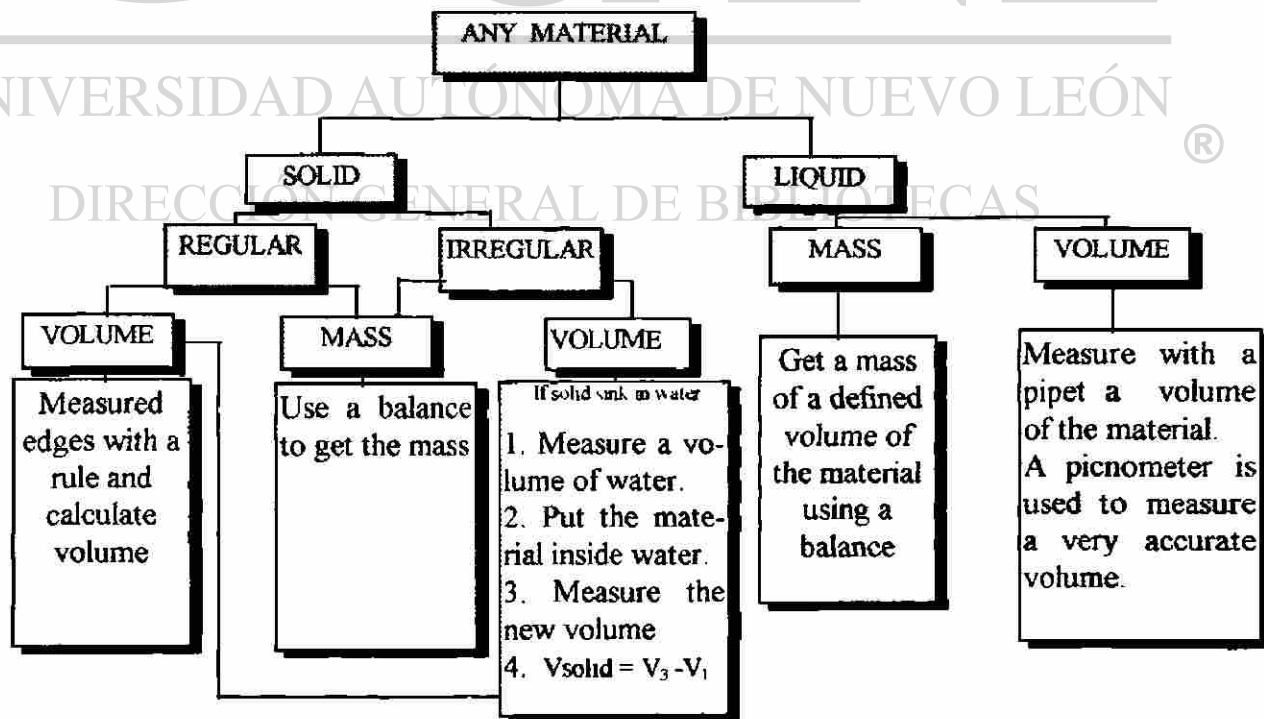 ANY MATERIAL
UNIVERSIDAD AUTÓNOMA DE NUEVO LEÓN
®
SOLID
LIQUID
DIRECCIÓN GENERAL DE BIBLIOTECAS
REGULAR
IRREGULAR
MASS
VOLUME
VOLUME
MASS
VOLUME
Measured
edges with a
rule and
calculate
volume
Use a balance
to get the mass
If solid sink in water
1. Measure a vo-
lume of water.
2. Put the mate-
rial inside water.
3. Measure the
new volume
4. Vsolid = V₃ -V₁
Get a mass
of a defined
volume of
the material
using a
balance
Measure with a
pipet a volume
of the material.
A picnometer is
used to measure
a very accurate
volume.